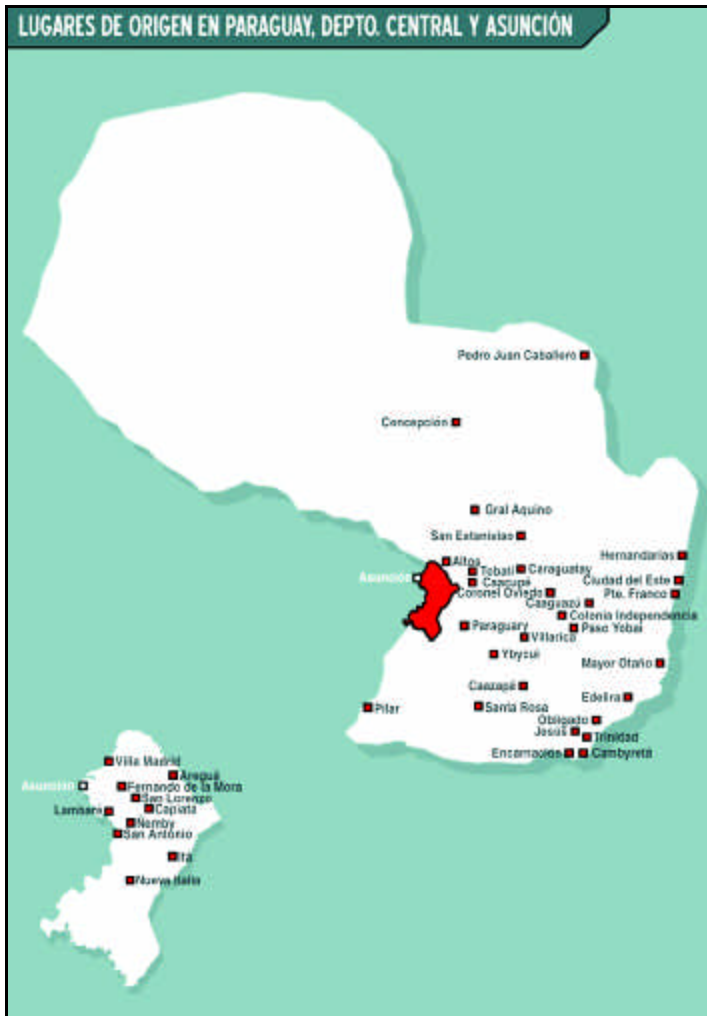 LUGARES DE ORIGEN EN PARAGUAY, DEPTO. CENTRAL Y ASUNCIÓN
Pedro Juan Caballero
Concepción
Gral Aquino
San Estanislao
Hernandarias
Altos
Tobatí
Caraguatay
Asunción
Caacupé
Ciudad del Este
Coronel Oviedo
Pte. Franco
Caaguazú
Colonia Independencia
Paraguary
Paso Yobai
Villarica
Ybycuí
Mayor Otaño
Caazapá
Edelira
Pilar
Santa Rosa
Obligado
Jesús
Trinidad
Encarnación
Cambyretá
Villa Madrid
Areguá
Asunción
Fernando de la Mora
San Lorenzo
Lambaré
Capiatá
Ñemby
San Antonio
Itá
Nueva Italia